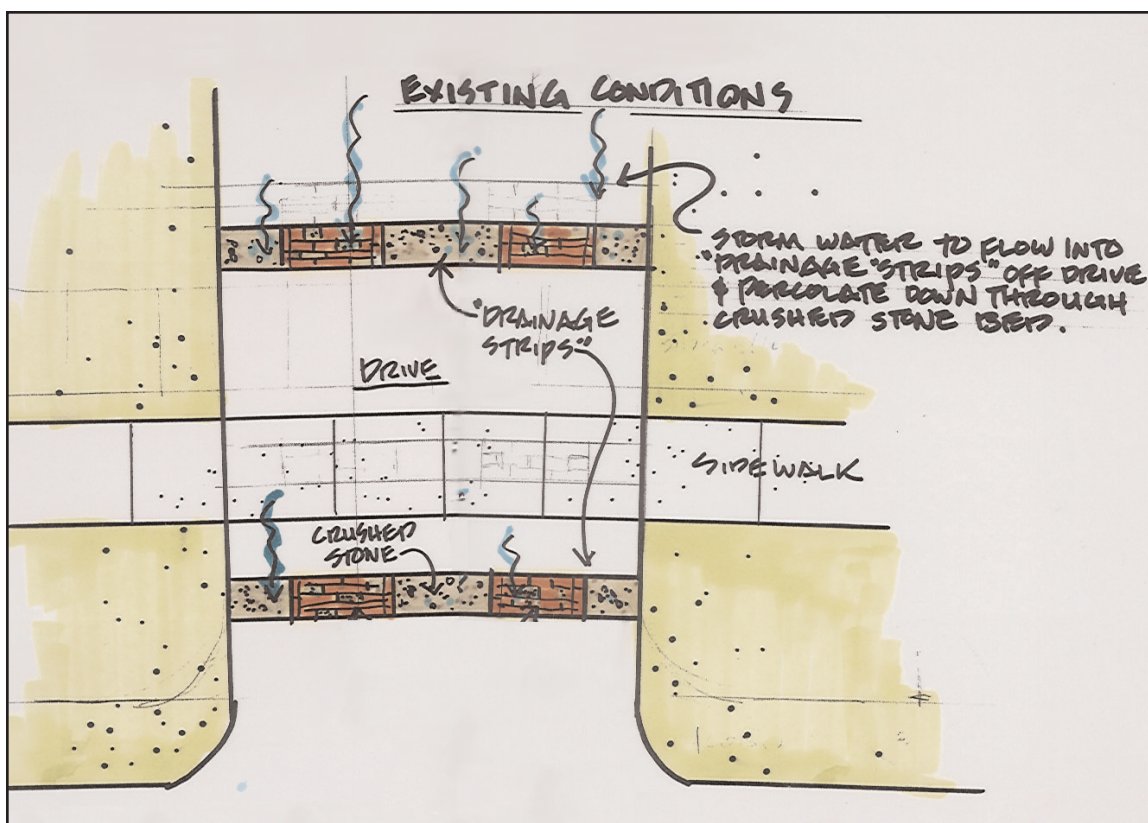 EXISTING CONDITIONS
STORM WATER TO FLOW INTO
"DRAINAGE "STRIPS" OFF DRIVE
& PERCOLATE DOWN THROUGH
CRUSHED STONE BED.
"DRAINAGE
STRIPS"
DRIVE
SIDEWALK
CRUSHED
STONE